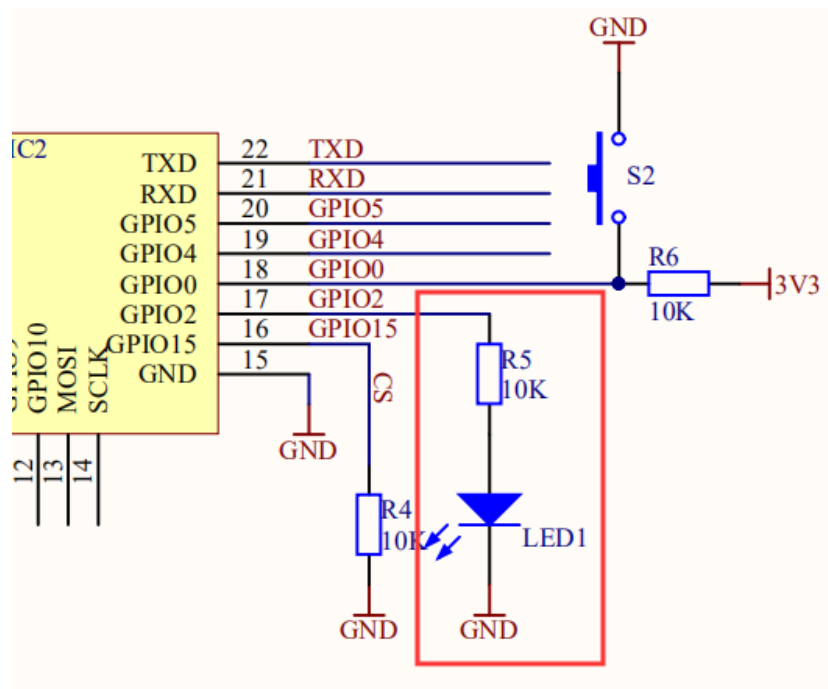 GND
IC2
TXD 22 TXD
RXD 21 RXD
GPIO5 20 GPIO5
GPIO4 19 GPIO4
GPIO0 18 GPIO0
GPIO2 17 GPIO2
GPIO15 16 GPIO15
GND 15
S2
R6
10K
3V3
GPIO10
MOSI
SCLK
12
13
14
CS
GND
R5
10K
R4
10K
LED1
GND
GND